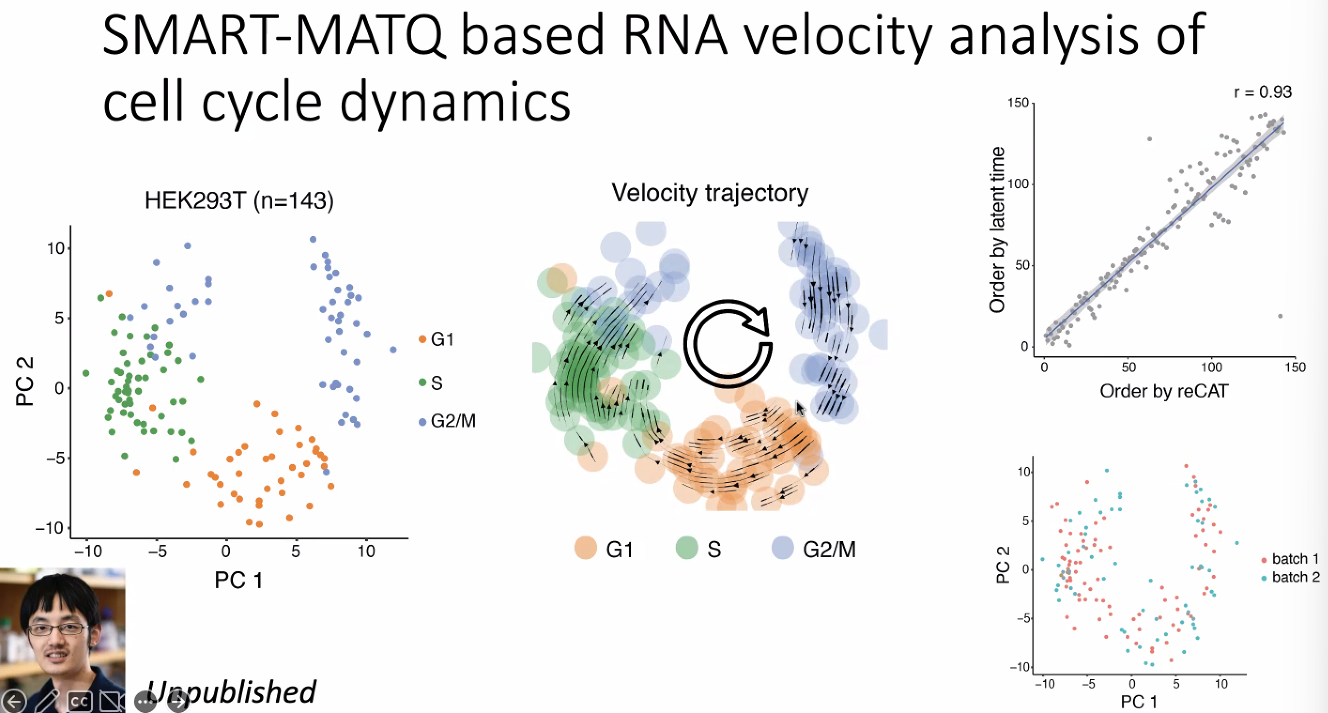 SMART-MATQ based RNA velocity analysis of
cell cycle dynamics
HEK293T (n=143)
PC 2
10
5
0
−5
−10
−10
−5
0
5
10
PC 1
G1
S
G2/M
Velocity trajectory
G1
S
G2/M
r = 0.93
Order by latent time
150
100
50
0
0
50
100
150
Order by reCAT
PC 2
10
5
0
−5
−10
−10
−5
0
5
10
PC 1
batch 1
batch 2
Unpublished
CC